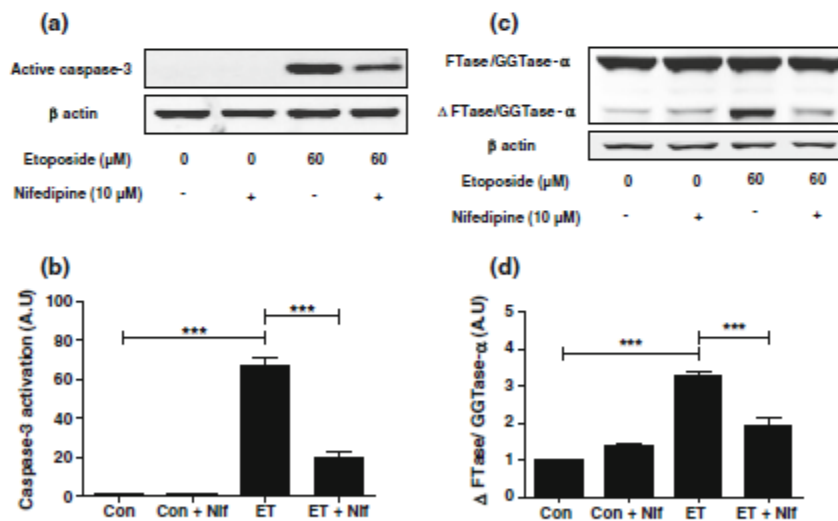 (a)
Active caspase-3
β actin
Etoposide (µM) 0 0 60 60
Nifedipine (10 µM) - + - +
(c)
FTase/GGTase-α
Δ FTase/GGTase-α
β actin
Etoposide (µM) 0 0 60 60
Nifedipine (10 µM) - + - +
(b)
Caspase-3 activation (A.U)
100
80
60
40
20
0
***
***
Con Con + Nif ET ET + Nif
(d)
Δ FTase/ GGTase-α (A.U)
5
4
3
2
1
0
***
***
Con Con + Nif ET ET + Nif